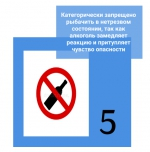 Категорически запрещено
рыбачить в нетрезвом
состоянии, так как
алкоголь замедляет
реакцию и притупляет
чувство опасности
5